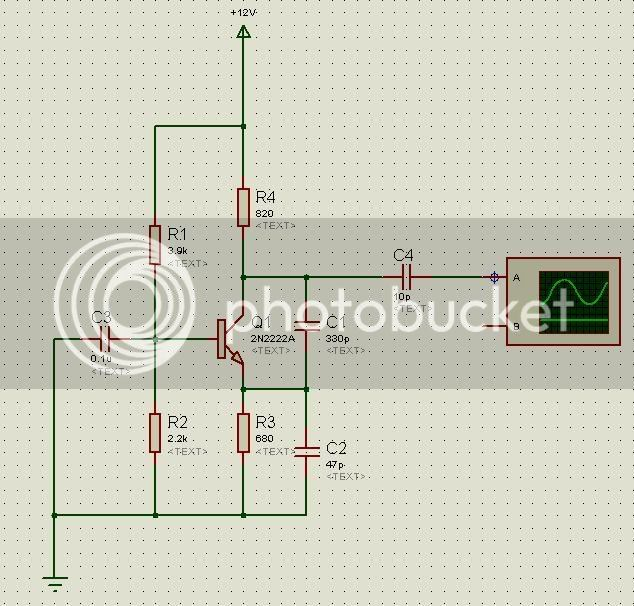 +12V
R4
820
<TEXT>
R1
3.9k
<TEXT>
C4
10p
<TEXT>
A
B
C3
0.1u
<TEXT>
Q1
2N2222A
<TEXT>
C1
330p
<TEXT>
photobucket
R2
2.2k
<TEXT>
R3
680
<TEXT>
C2
47p
<TEXT>